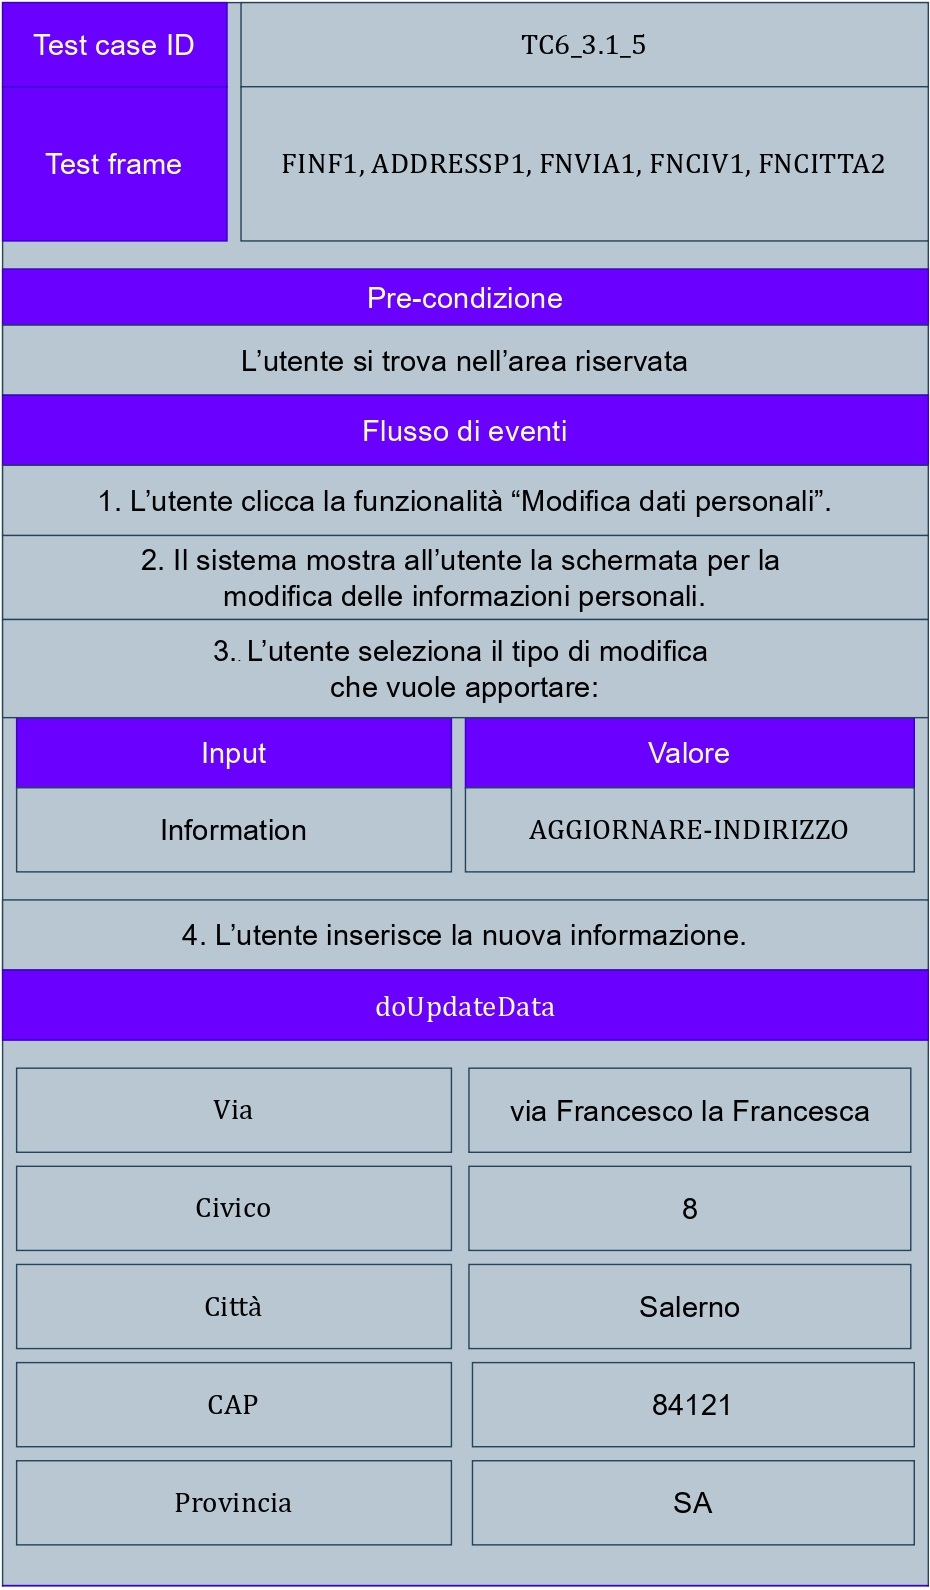 Test case ID
TC6_3.1_5
Test frame
FINF1, ADDRESSP1, FNVIA1, FNCIV1, FNCITTA2
Pre-condizione
L’utente si trova nell’area riservata
Flusso di eventi
1. L’utente clicca la funzionalità “Modifica dati personali”.
2. Il sistema mostra all’utente la schermata per la
modifica delle informazioni personali.
3.. L’utente seleziona il tipo di modifica
che vuole apportare:
Input
Valore
Information
AGGIORNARE-INDIRIZZO
4. L’utente inserisce la nuova informazione.
doUpdateData
Via
via Francesco la Francesca
Civico
8
Città
Salerno
CAP
84121
Provincia
SA